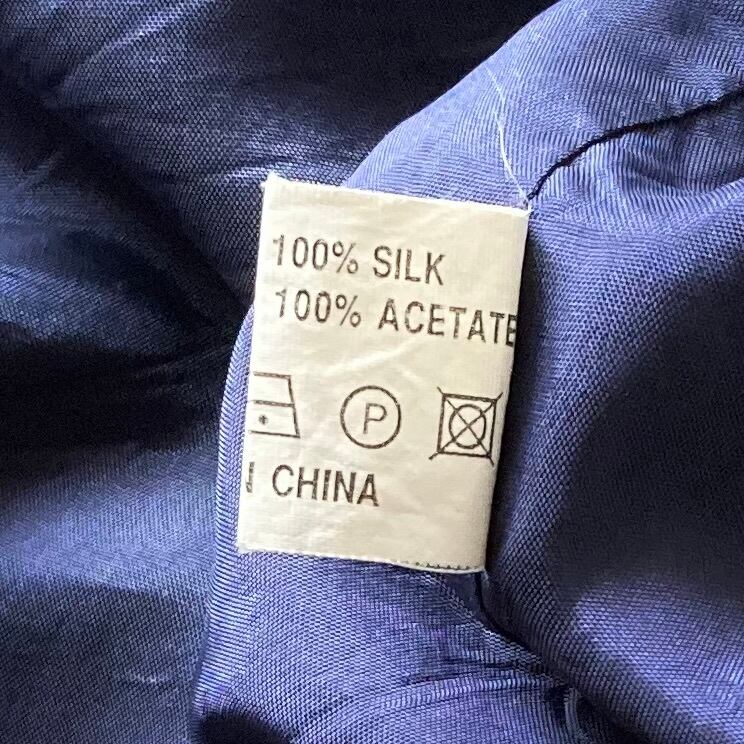 100% SILK
100% ACETATE
P
CHINA